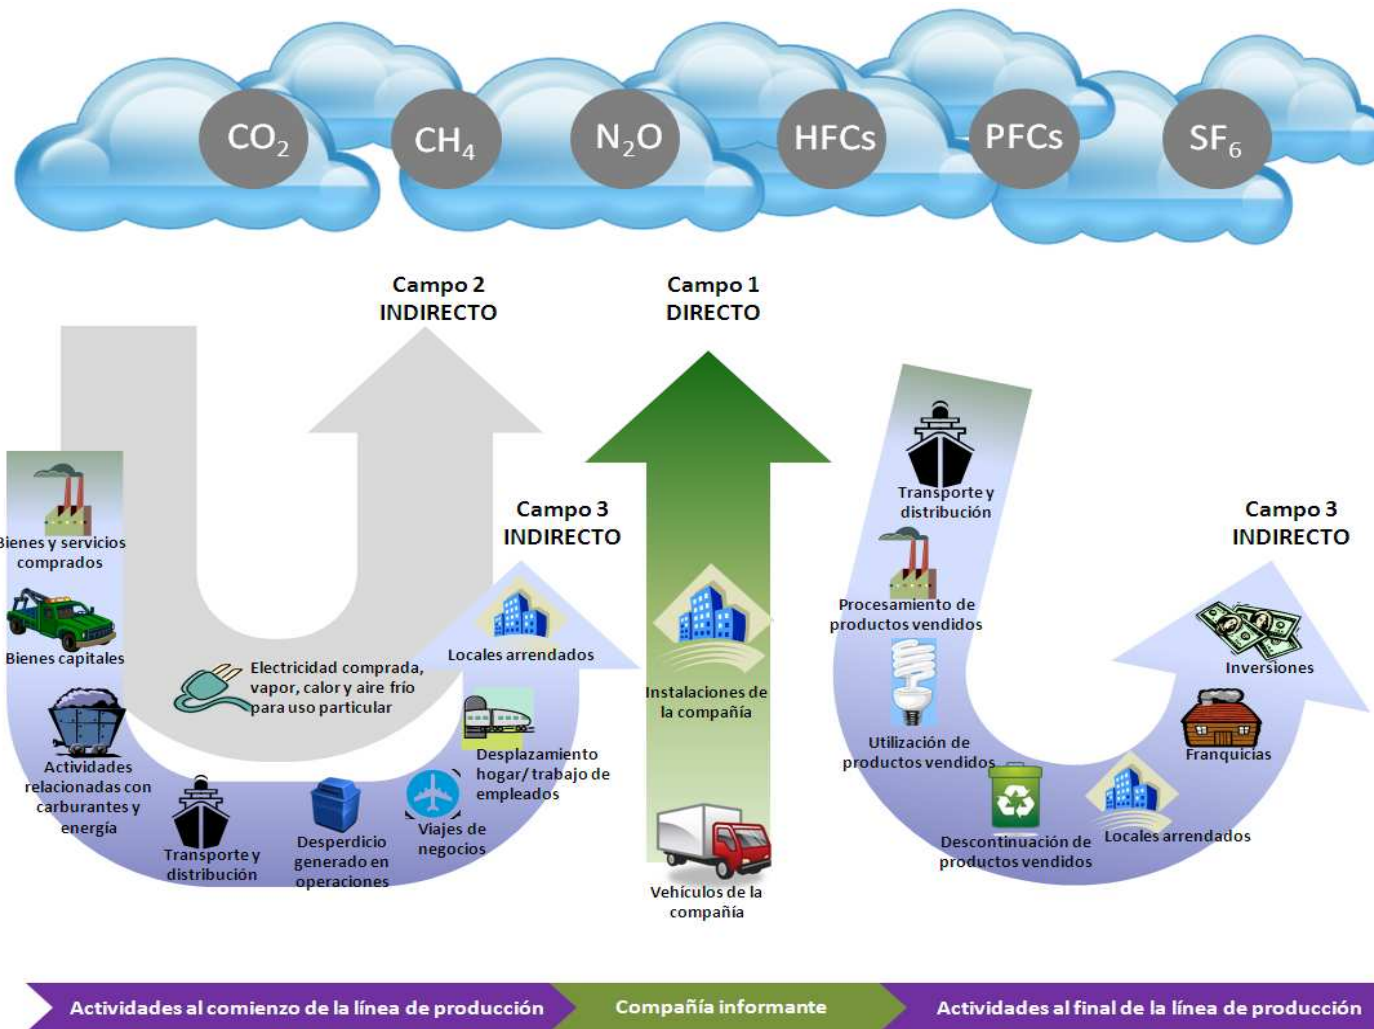 CO₂
CH₄
N₂O
HFCs
PFCs
SF₆
Campo 2
INDIRECTO
Campo 1
DIRECTO
Bienes y servicios
comprados
Bienes capitales
Actividades
relacionadas con
carburantes y
energía
Transporte y
distribución
Desperdicio
generado en
operaciones
Viajes de
negocios
Desplazamiento
hogar/ trabajo de
empleados
Locales arrendados
Campo 3
INDIRECTO
Electricidad comprada,
vapor, calor y aire frío
para uso particular
Instalaciones de
la compañía
Vehículos de la
compañía
Transporte y
distribución
Procesamiento de
productos vendidos
Utilización de
productos vendidos
Descontinuación de
productos vendidos
Locales arrendados
Franquicias
Inversiones
Campo 3
INDIRECTO
Actividades al comienzo de la línea de producción
Compañía informante
Actividades al final de la línea de producción